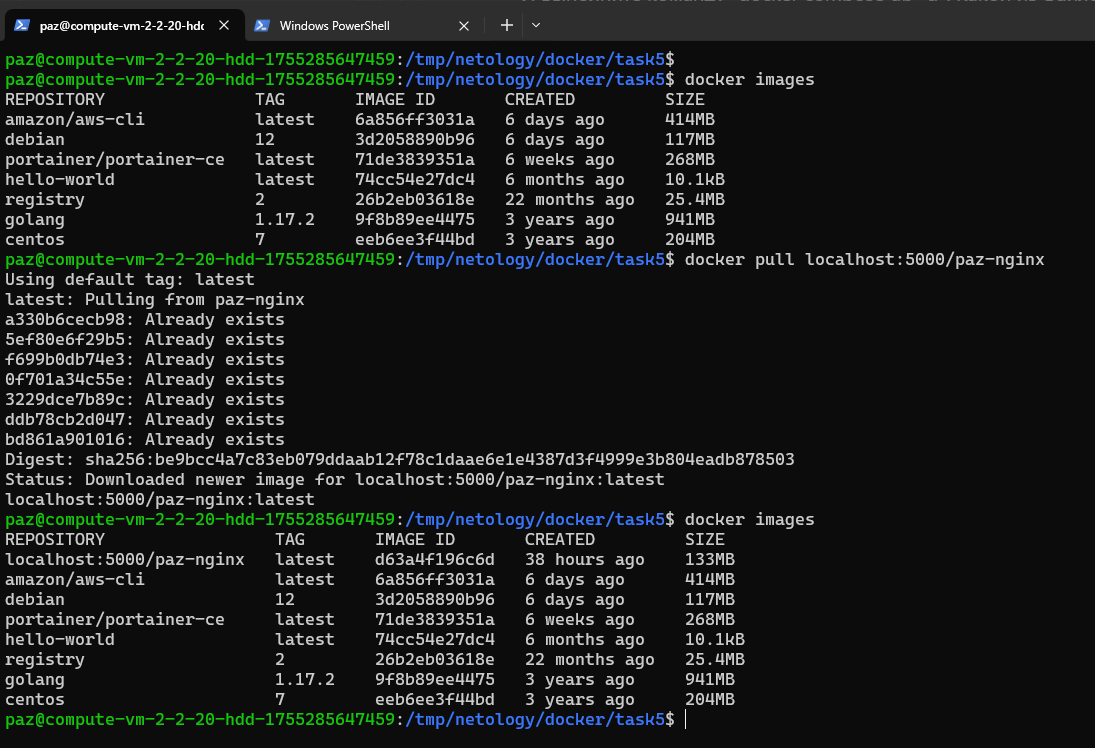 paz@compute-vm-2-2-20-hdc
Windows PowerShell
paz@compute-vm-2-2-20-hdd-1755285647459:/tmp/netology/docker/task5$
paz@compute-vm-2-2-20-hdd-1755285647459:/tmp/netology/docker/task5$ docker images
REPOSITORY               TAG       IMAGE ID       CREATED         SIZE
amazon/aws-cli           latest    6a856ff3031a   6 days ago      414MB
debian                   12        3d2058890b96   6 days ago      117MB
portainer/portainer-ce   latest    71de3839351a   6 weeks ago     268MB
hello-world              latest    74cc54e27dc4   6 months ago    10.1kB
registry                 2         26b2eb03618e   22 months ago   25.4MB
golang                   1.17.2    9f8b89ee4475   3 years ago     941MB
centos                   7         eeb6ee3f44bd   3 years ago     204MB
paz@compute-vm-2-2-20-hdd-1755285647459:/tmp/netology/docker/task5$ docker pull localhost:5000/paz-nginx
Using default tag: latest
latest: Pulling from paz-nginx
a330b6cecb98: Already exists
5ef80e6f29b5: Already exists
f699b0db74e3: Already exists
0f701a34c55e: Already exists
3229dce7b89c: Already exists
ddb78cb2d047: Already exists
bd861a901016: Already exists
Digest: sha256:be9bcc4a7c83eb079ddaab12f78c1daae6e1e4387d3f4999e3b804eadb878503
Status: Downloaded newer image for localhost:5000/paz-nginx:latest
localhost:5000/paz-nginx:latest
paz@compute-vm-2-2-20-hdd-1755285647459:/tmp/netology/docker/task5$ docker images
REPOSITORY                 TAG       IMAGE ID       CREATED         SIZE
localhost:5000/paz-nginx   latest    d63a4f196c6d   38 hours ago    133MB
amazon/aws-cli             latest    6a856ff3031a   6 days ago      414MB
debian                     12        3d2058890b96   6 days ago      117MB
portainer/portainer-ce     latest    71de3839351a   6 weeks ago     268MB
hello-world                latest    74cc54e27dc4   6 months ago    10.1kB
registry                   2         26b2eb03618e   22 months ago   25.4MB
golang                     1.17.2    9f8b89ee4475   3 years ago     941MB
centos                     7         eeb6ee3f44bd   3 years ago     204MB
paz@compute-vm-2-2-20-hdd-1755285647459:/tmp/netology/docker/task5$